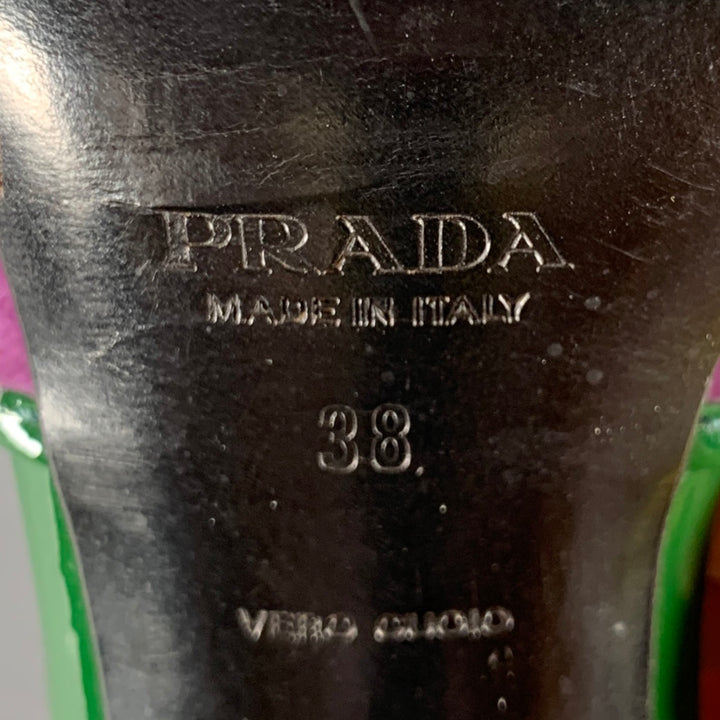 PRADA
MADE IN ITALY
38
VERO CUOIO